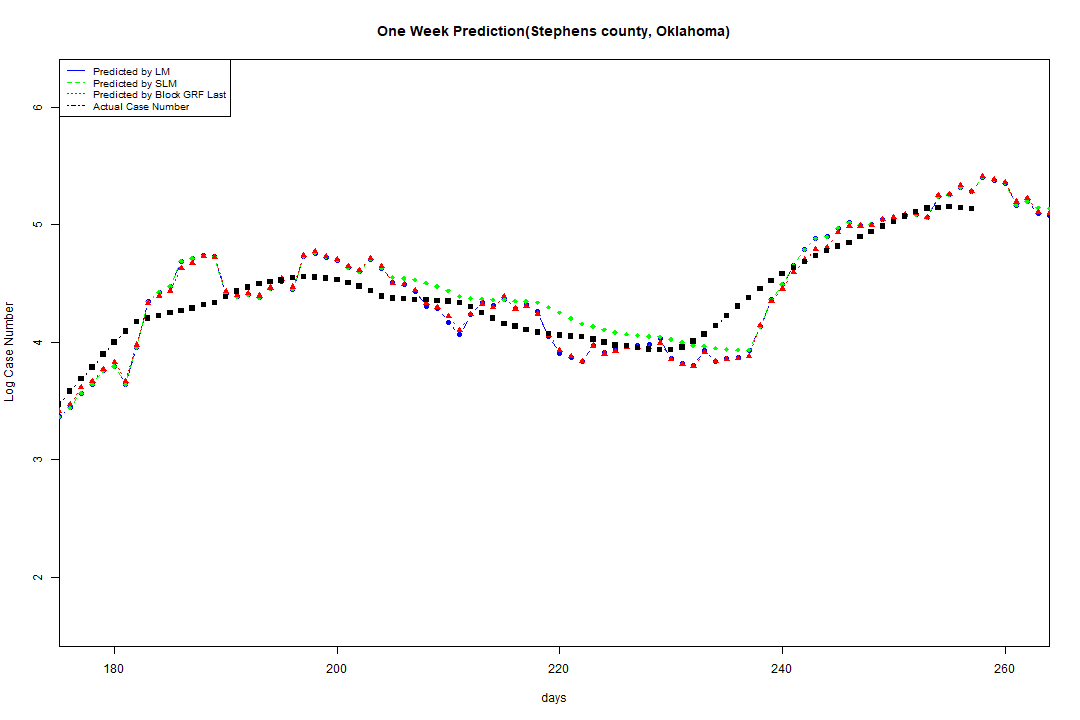 One Week Prediction(Stephens county, Oklahoma)
Predicted by LM
Predicted by SLM
Predicted by Block GRF Last
Actual Case Number
6
5
4
3
2
Log Case Number
180 200 220 240 260
days